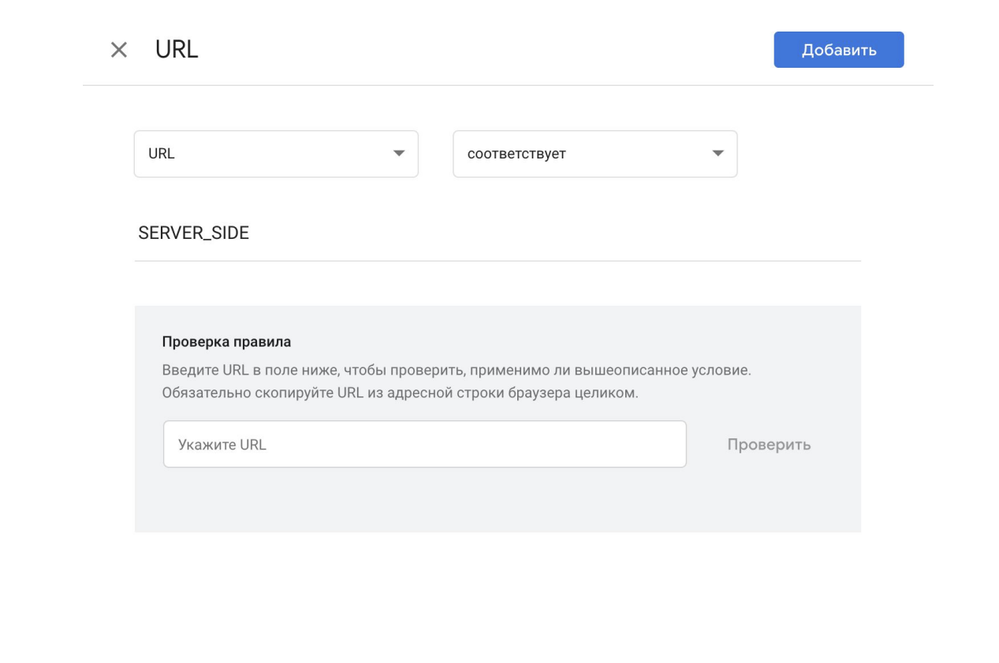 URL
Добавить
URL
соответствует
SERVER_SIDE
Проверка правила
Введите URL в поле ниже, чтобы проверить, применимо ли вышеописанное условие.
Обязательно скопируйте URL из адресной строки браузера целиком.
Укажите URL
Проверить